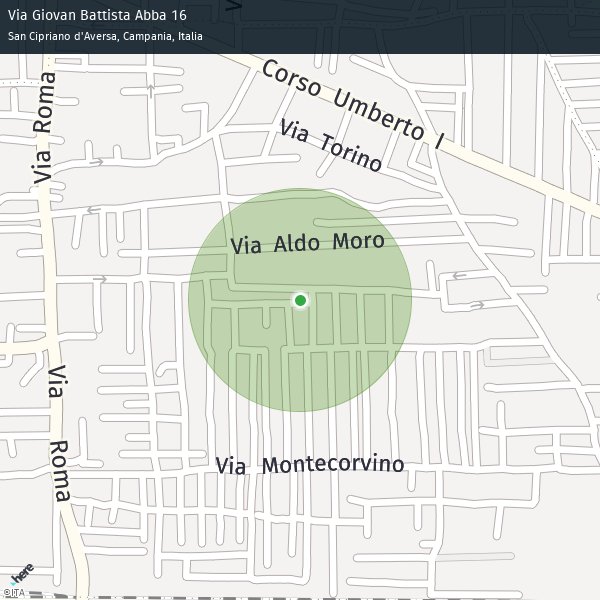 Via Giovan Battista Abba 16
San Cipriano d'Aversa, Campania, Italia
Via Roma
Corso Umberto I
Via Torino
Via Aldo Moro
Via Roma
Via Montecorvino
here